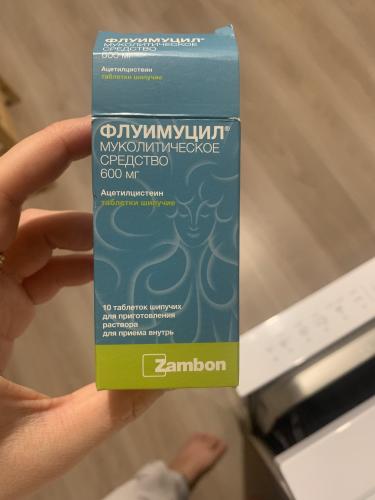 ФЛУИМУЦИЛ®
МУКОЛИТИЧЕСКОЕ
СРЕДСТВО
600 мг
Ацетилцистеин
таблетки шипучие
ФЛУИМУЦИЛ®
МУКОЛИТИЧЕСКОЕ
СРЕДСТВО
600 мг
Ацетилцистеин
таблетки шипучие
10 таблеток шипучих
для приготовления
раствора
для приема внутрь
Zambon